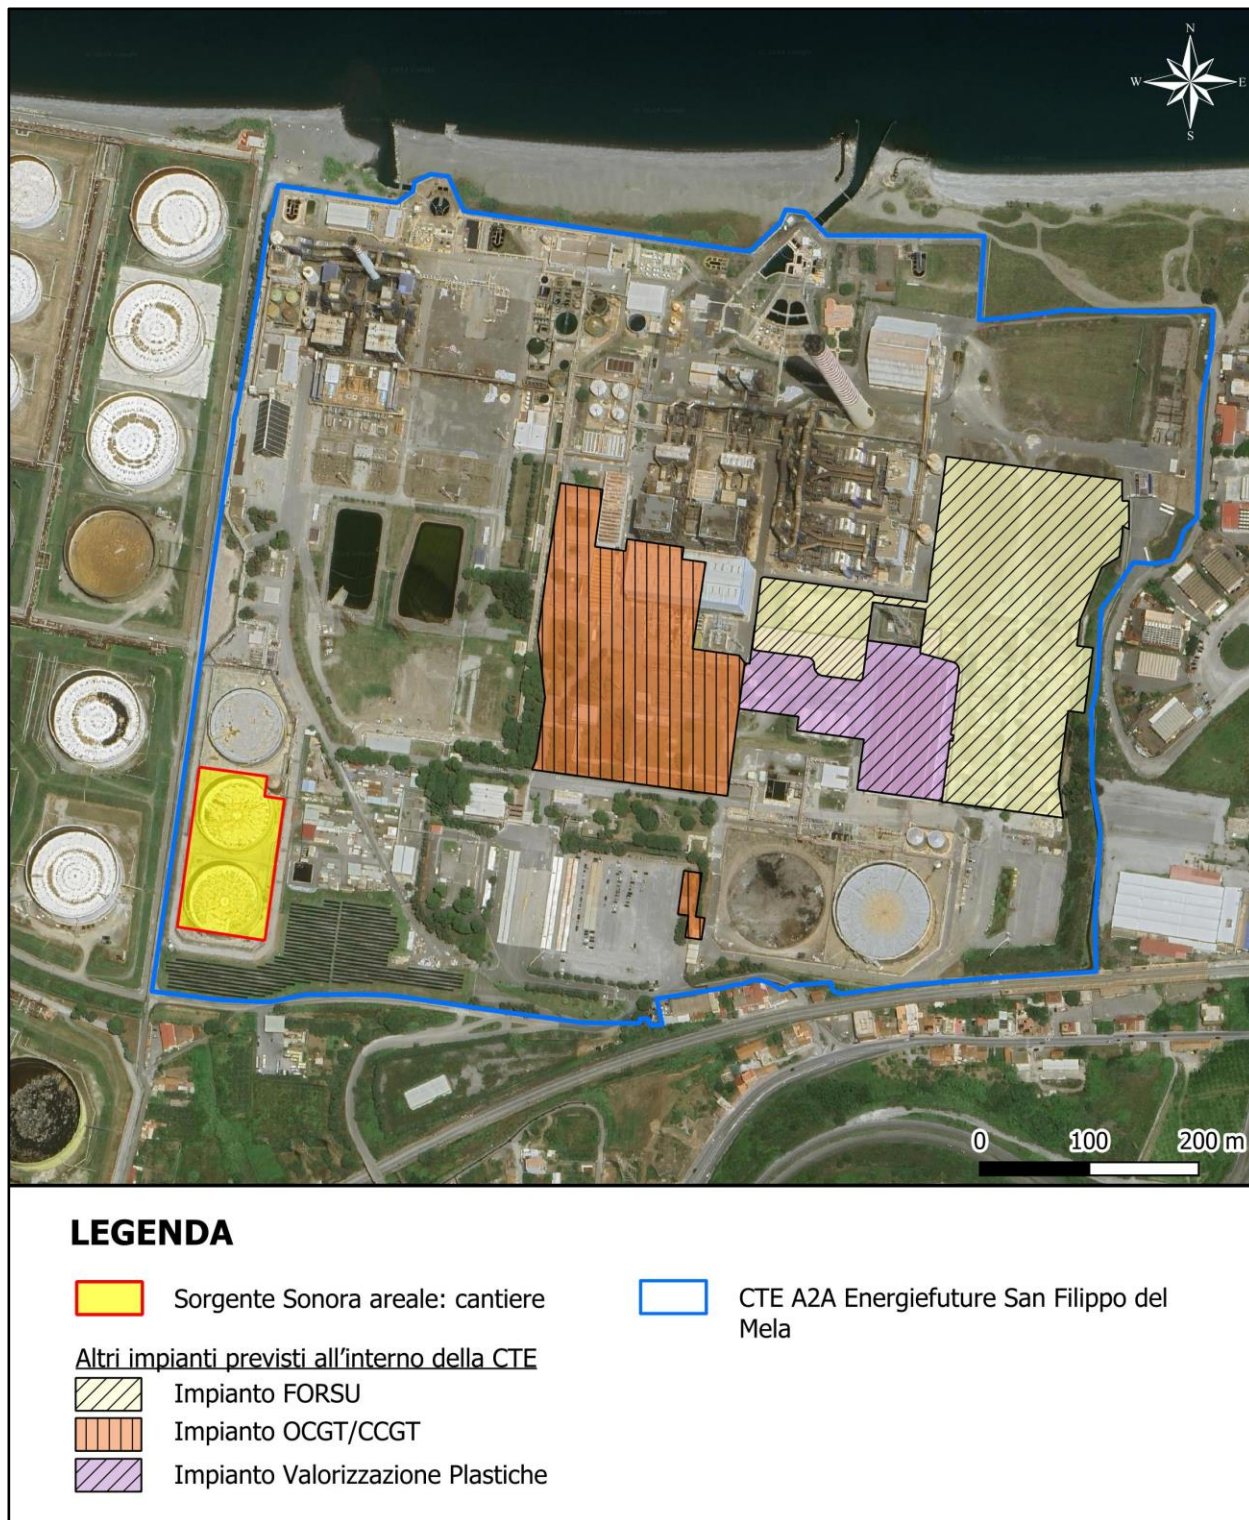 N
W E
S
0 100 200 m
LEGENDA
Sorgente Sonora areale: cantiere
CTE A2A Energiefuture San Filippo del
Mela
Altri impianti previsti all'interno della CTE
Impianto FORSU
Impianto OCGT/CCGT
Impianto Valorizzazione Plastiche